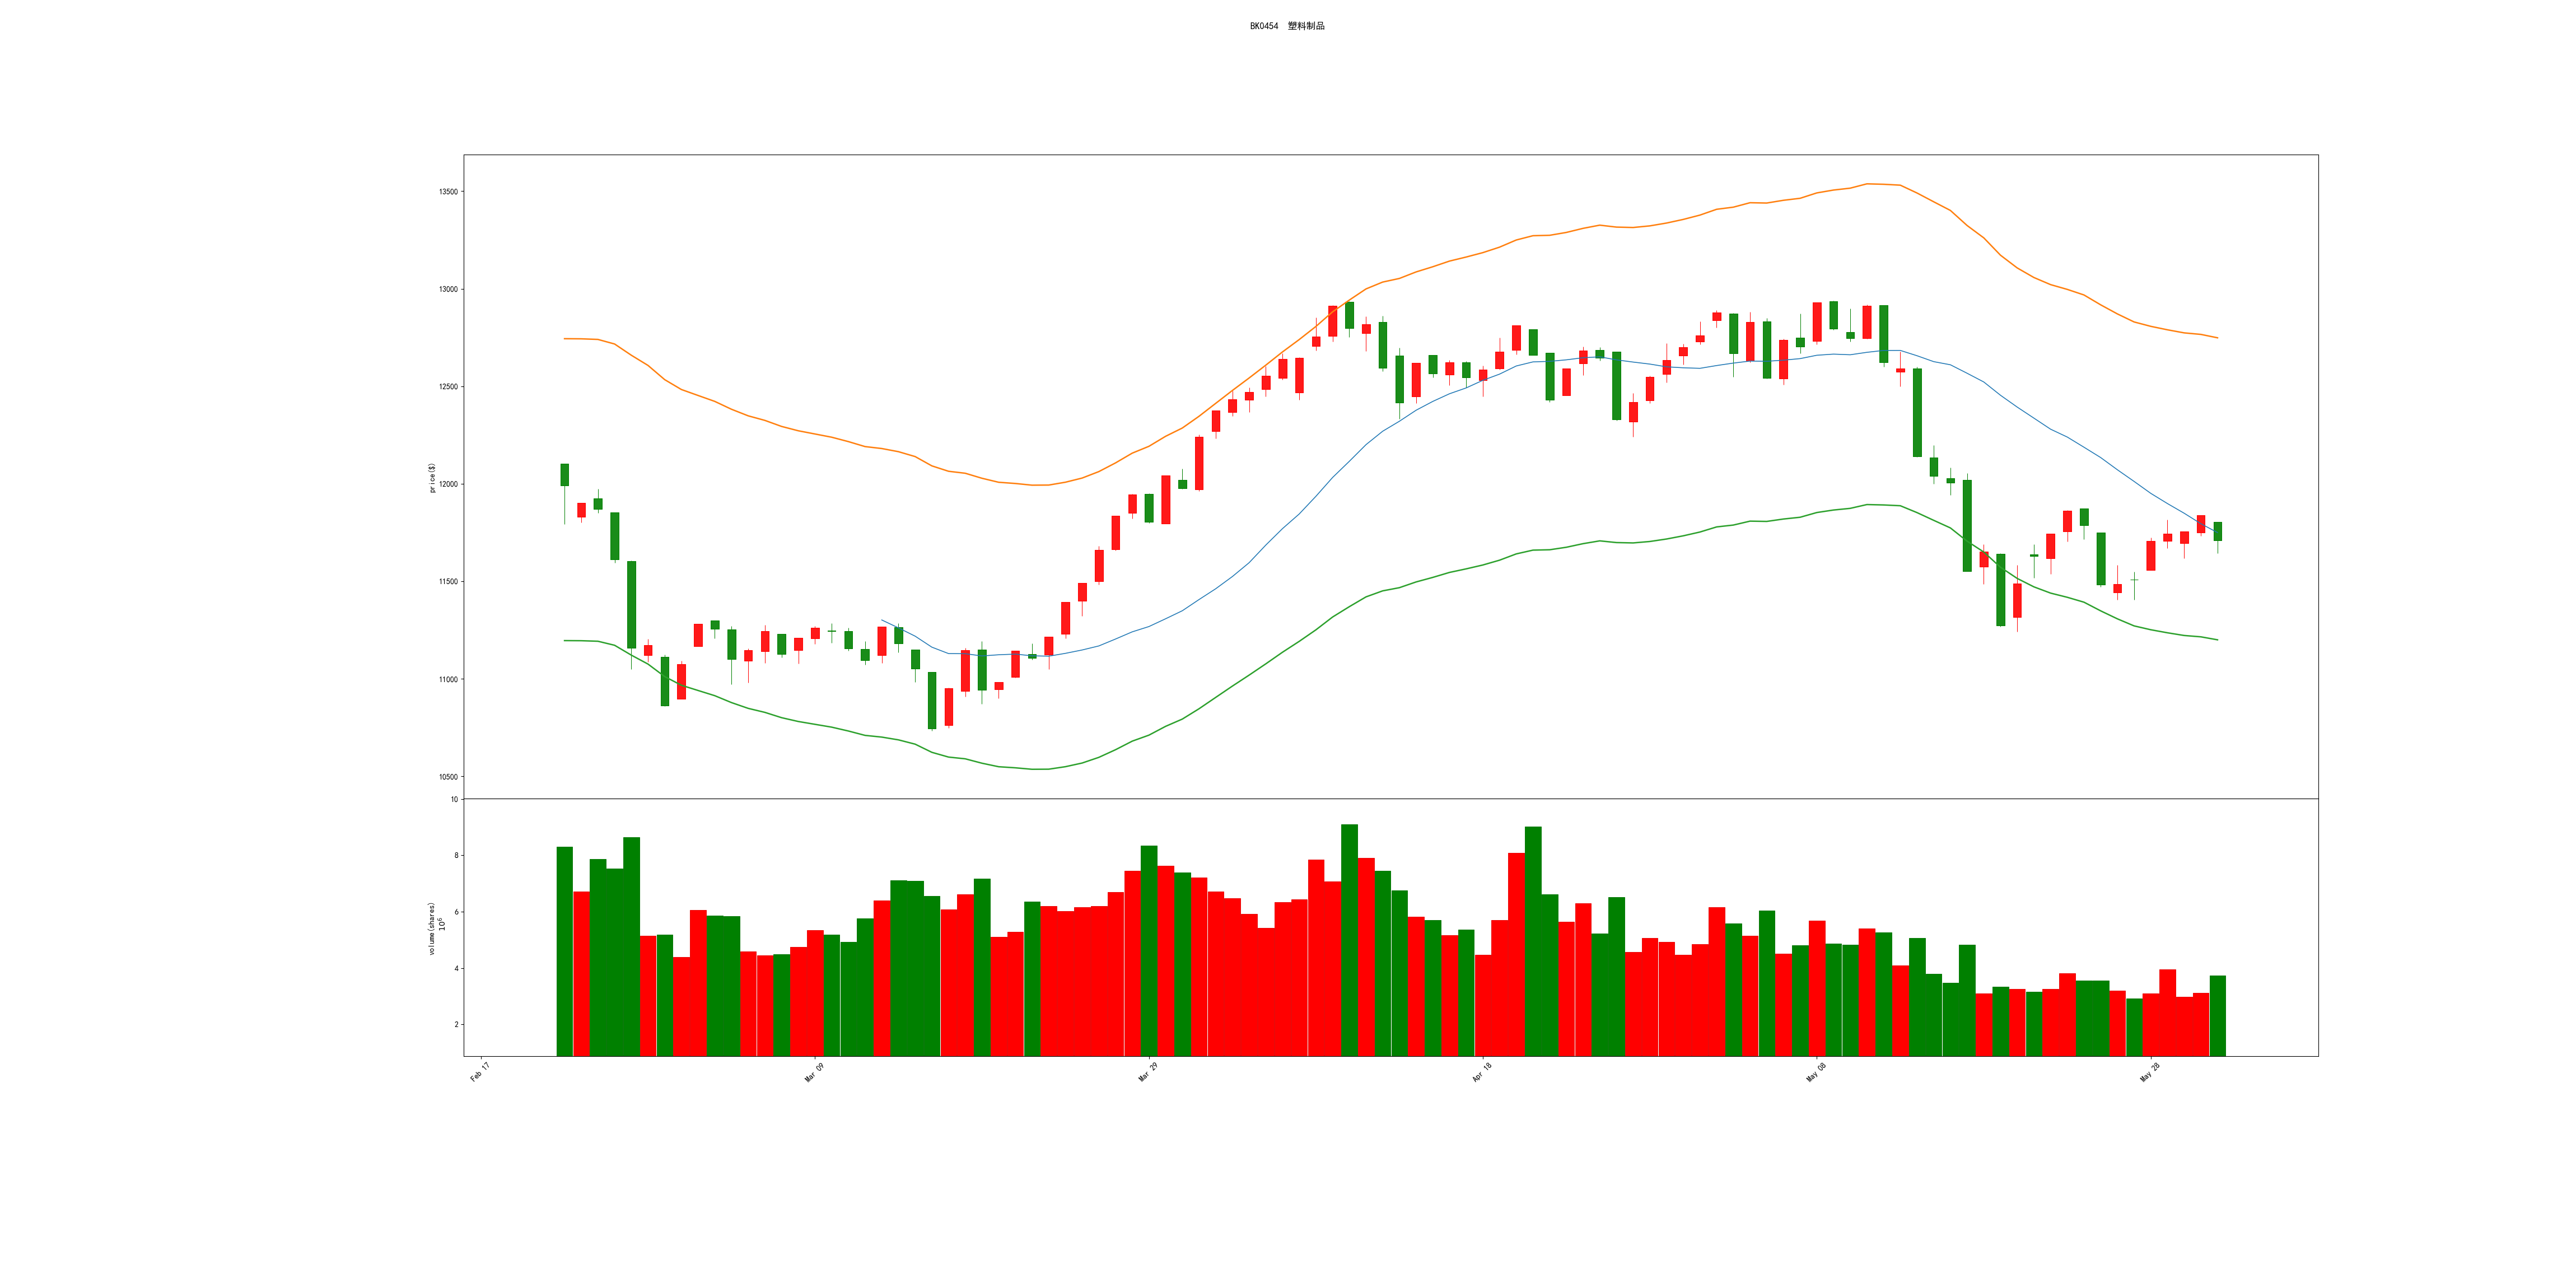 BK0454 塑料制品
price($)
13500
13000
12500
12000
11500
11000
10500
volume(shares)
10^6
10
8
6
4
2
Feb 17
Mar 09
Mar 29
Apr 18
May 08
May 28